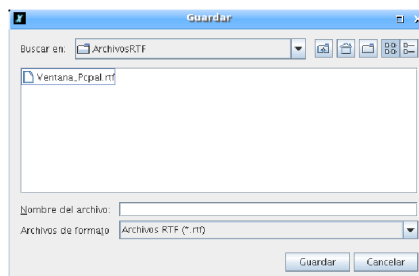 Guardar
Buscar en: ArchivosRTF
Ventana_Pcpal.rtf
Nombre del archivo:
Archivos de formato Archivos RTF (*.rtf)
Guardar Cancelar